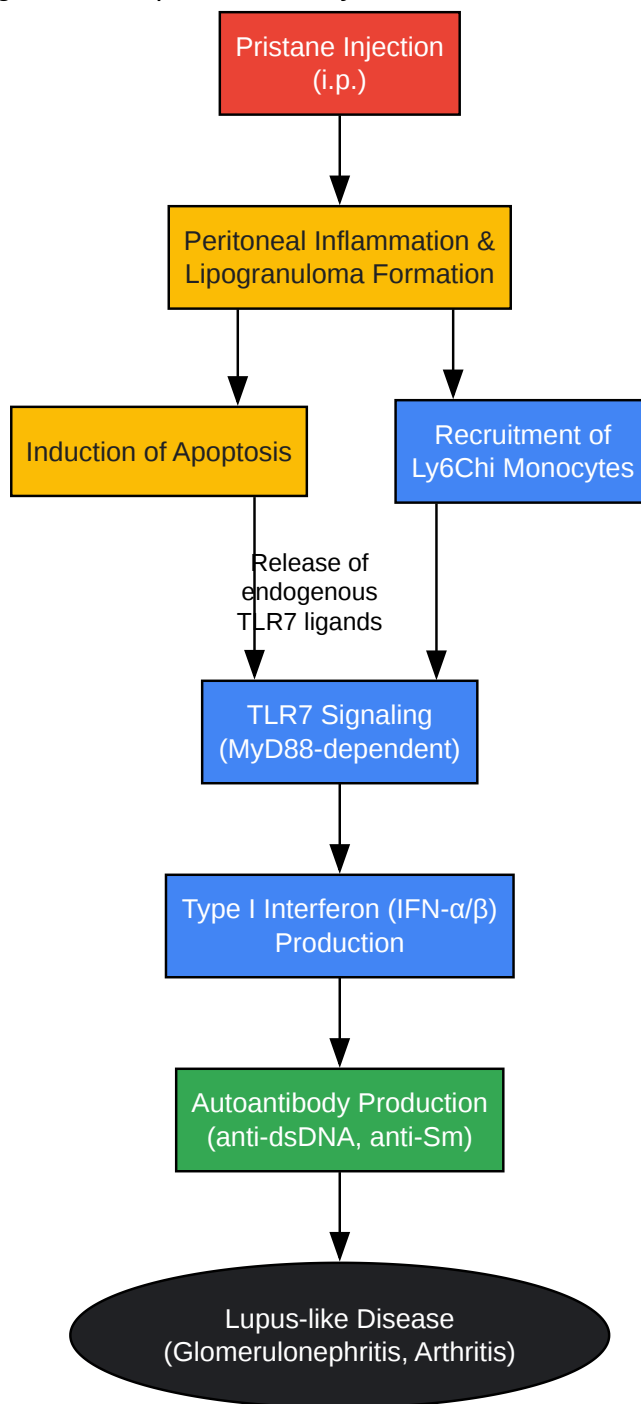 Pristane Injection
(i.p.)
Peritoneal Inflammation &
Lipogranuloma Formation
Induction of Apoptosis
Recruitment of
Ly6Chi Monocytes
Release of
endogenous
TLR7 ligands
TLR7 Signaling
(MyD88-dependent)
Type I Interferon (IFN-α/β)
Production
Autoantibody Production
(anti-dsDNA, anti-Sm)
Lupus-like Disease
(Glomerulonephritis, Arthritis)